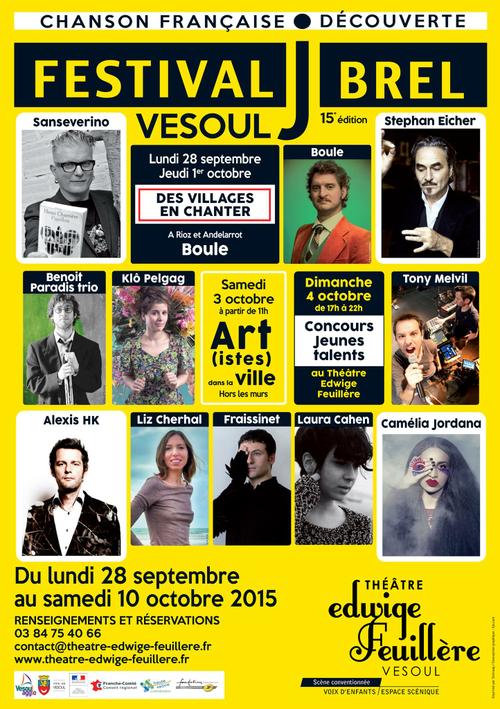 CHANSON FRANÇAISE ● DÉCOUVERTE
FESTIVAL J BREL
VESOUL
15e édition
Sanseverino
Lundi 28 septembre
Jeudi 1er octobre
DES VILLAGES
EN CHANTER
A Rioz et Andelarrot
Boule
Boule
Stephan Eicher
Benoit
Paradis trio
Klò Pelgag
Samedi
3 octobre
à partir de 11h
Art
(istes)
dans la ville
Hors les murs
Dimanche
4 octobre
de 17h à 22h
Concours
Jeunes
talents
au Théâtre
Edwige
Feuillère
Tony Melvil
Alexis HK
Liz Cherhal
Fraissinet
Laura Cahen
Camélia Jordana
Du lundi 28 septembre
au samedi 10 octobre 2015
RENSEIGNEMENTS ET RÉSERVATIONS
03 84 75 40 66
contact@theatre-edwige-feuillere.fr
www.theatre-edwige-feuillere.fr
THÉÂTRE
edwige
Feuillère
VESOUL
Scène conventionnée
VOIX D'ENFANTS / ESPACE SCÉNIQUE
Franche-Comté
Conseil régional